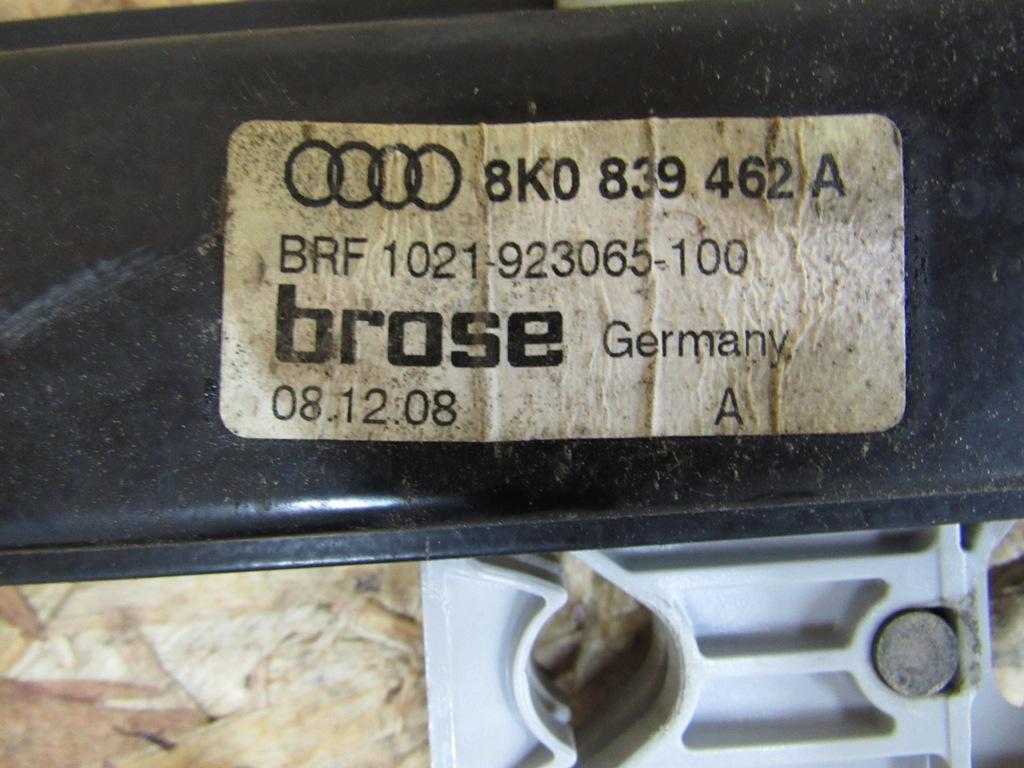 8K0 839 462 A
BRF 1021-923065-100
brose Germany
08.12.08 A